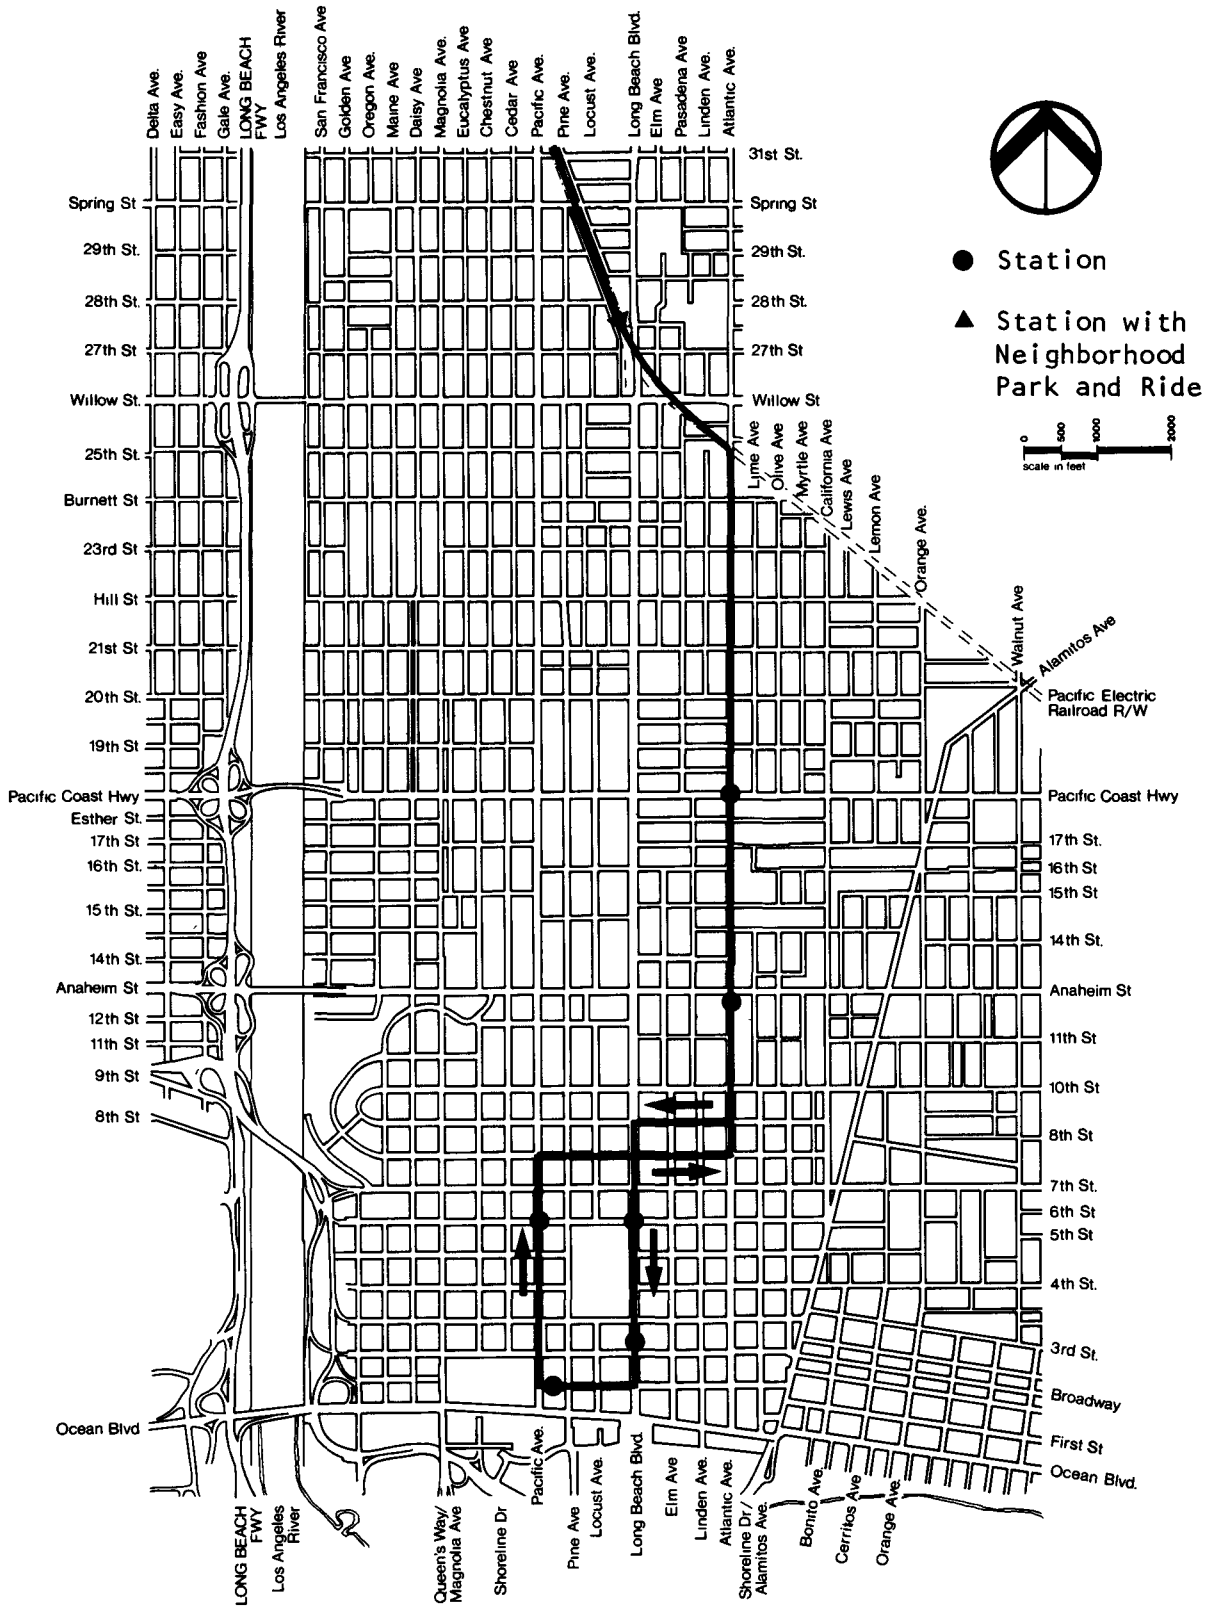 Delta Ave.
Easy Ave.
Fashion Ave
Gale Ave.
LONG BEACH
FWY
Los Angeles River
San Francisco Ave
Golden Ave
Oregon Ave.
Maine Ave
Daisy Ave
Magnolia Ave.
Eucalyptus Ave
Chestnut Ave
Cedar Ave
Pacific Ave.
Pine Ave.
Locust Ave.
Long Beach Blvd.
Elm Ave
Pasadena Ave
Linden Ave.
Atlantic Ave.
31st St.
Spring St
29th St.
28th St.
27th St
Willow St
Spring St
29th St.
28th St.
27th St
Willow St.
25th St.
Burnett St
23rd St
Hill St
21st St
20th St.
19th St
Pacific Coast Hwy
Esther St.
17th St
16th St
15th St.
14th St.
Anaheim St
12th St
11th St
9th St
8th St
Ocean Blvd
Station
Station with
Neighborhood
Park and Ride
0 500 1000 2000
scale in feet
Lime Ave
Olive Ave
Myrtle Ave
California Ave
Lewis Ave
Lemon Ave
Orange Ave.
Walnut Ave
Alamitos Ave
Pacific Electric
Railroad R/W
Pacific Coast Hwy
17th St.
16th St
15th St
14th St.
Anaheim St
11th St
10th St
8th St
7th St.
6th St
5th St
4th St.
3rd St.
Broadway
First St
Ocean Blvd.
LONG BEACH
FWY
Los Angeles
River
Queen's Way/
Magnolia Ave
Shoreline Dr
Pacific Ave.
Pine Ave
Locust Ave.
Long Beach Blvd.
Elm Ave
Linden Ave.
Atlantic Ave.
Shoreline Dr/
Alamitos Ave.
Bonito Ave.
Cerritos Ave
Orange Ave.